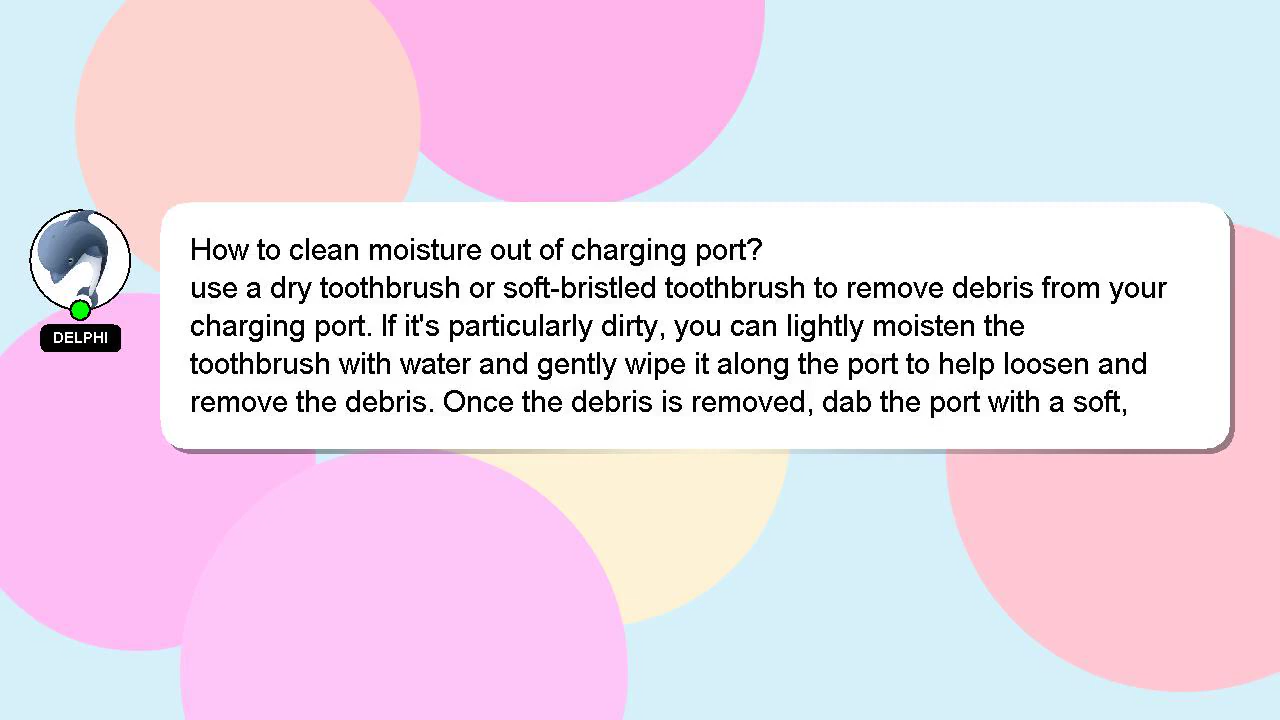 How to clean moisture out of charging port?
use a dry toothbrush or soft-bristled toothbrush to remove debris from your
charging port. If it's particularly dirty, you can lightly moisten the
toothbrush with water and gently wipe it along the port to help loosen and
remove the debris. Once the debris is removed, dab the port with a soft,
DELPHI